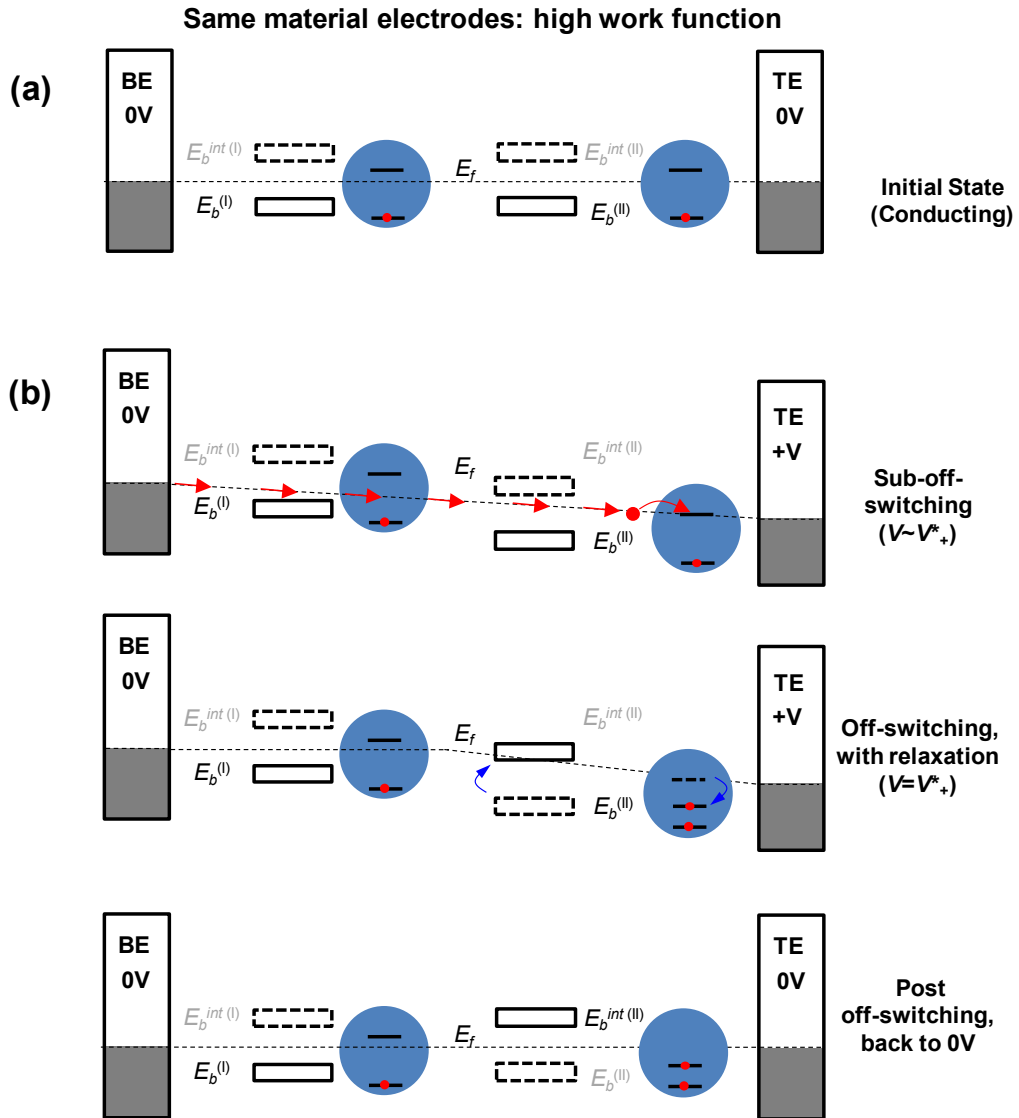 Same material electrodes: high work function
(a)
BE
0V
E_b^int (I)
E_b^(I)
E_f
E_b^int (II)
E_b^(II)
TE
0V
Initial State
(Conducting)
(b)
BE
0V
E_b^int (I)
E_b^(I)
E_f
E_b^int (II)
E_b^(II)
TE
+V
Sub-off-
switching
(V~V*+)
BE
0V
E_b^int (I)
E_b^(I)
E_f
E_b^int (II)
E_b^(II)
TE
+V
Off-switching,
with relaxation
(V=V*+)
BE
0V
E_b^int (I)
E_b^(I)
E_f
E_b^int (II)
E_b^(II)
TE
0V
Post
off-switching,
back to 0V